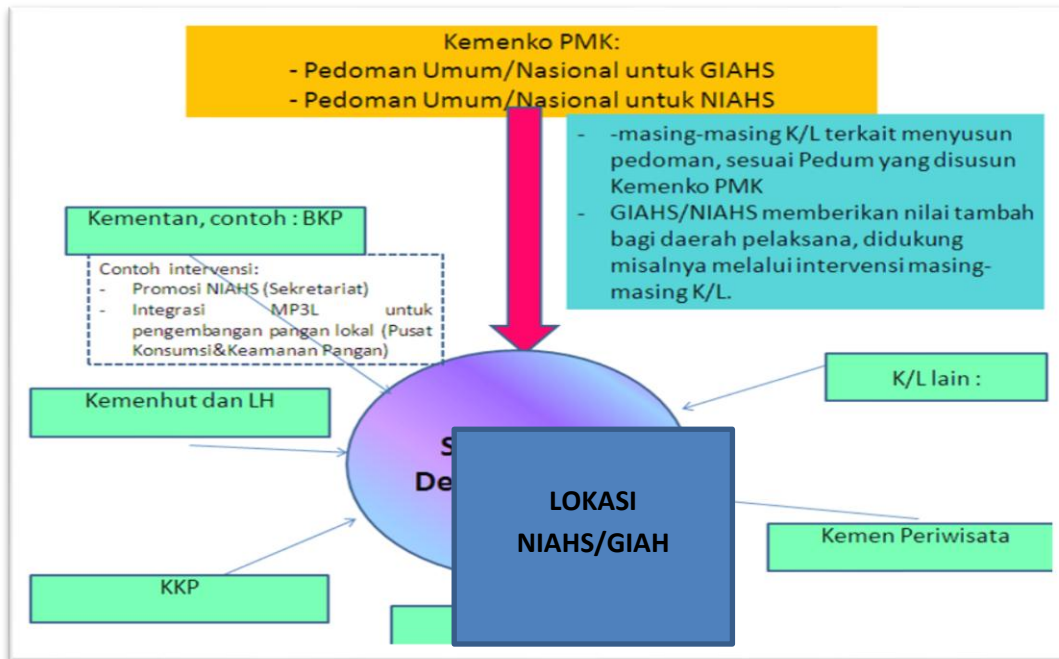 Kemenko PMK:
- Pedoman Umum/Nasional untuk GIAHS
- Pedoman Umum/Nasional untuk NIAHS
- -masing-masing K/L terkait menyusun
pedoman, sesuai Pedum yang disusun
Kemenko PMK
- GIAHS/NIAHS memberikan nilai tambah
bagi daerah pelaksana, didukung
misalnya melalui intervensi masing-
masing K/L.
Kementan, contoh : BKP
Contoh intervensi:
- Promosi NIAHS (Sekretariat)
- Integrasi MP3L untuk
pengembangan pangan lokal (Pusat
Konsumsi&Keamanan Pangan)
K/L lain :
Kemenhut dan LH
S
De
LOKASI
NIAHS/GIAH
Kemen Periwisata
KKP